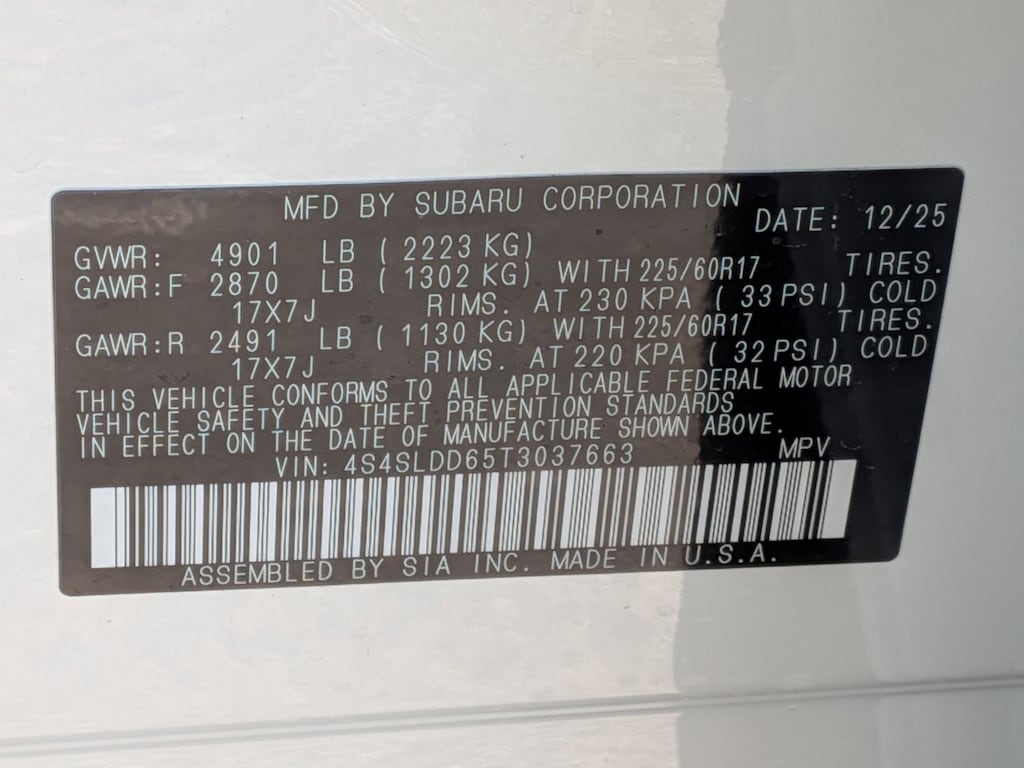 MFD BY SUBARU CORPORATION
DATE: 12/25
GVWR: 4901 LB (2223 KG)
GAWR:F 2870 LB (1302 KG) WITH 225/60R17 TIRES.
17X7J RIMS. AT 230 KPA (33 PSI) COLD
GAWR:R 2491 LB (1130 KG) WITH 225/60R17 TIRES.
17X7J RIMS. AT 220 KPA (32 PSI) COLD
THIS VEHICLE CONFORMS TO ALL APPLICABLE FEDERAL MOTOR
VEHICLE SAFETY AND THEFT PREVENTION STANDARDS
IN EFFECT ON THE DATE OF MANUFACTURE SHOWN ABOVE.
VIN: 4S4SLDD65T3037663 MPV
ASSEMBLED BY SIA INC. MADE IN U.S.A.